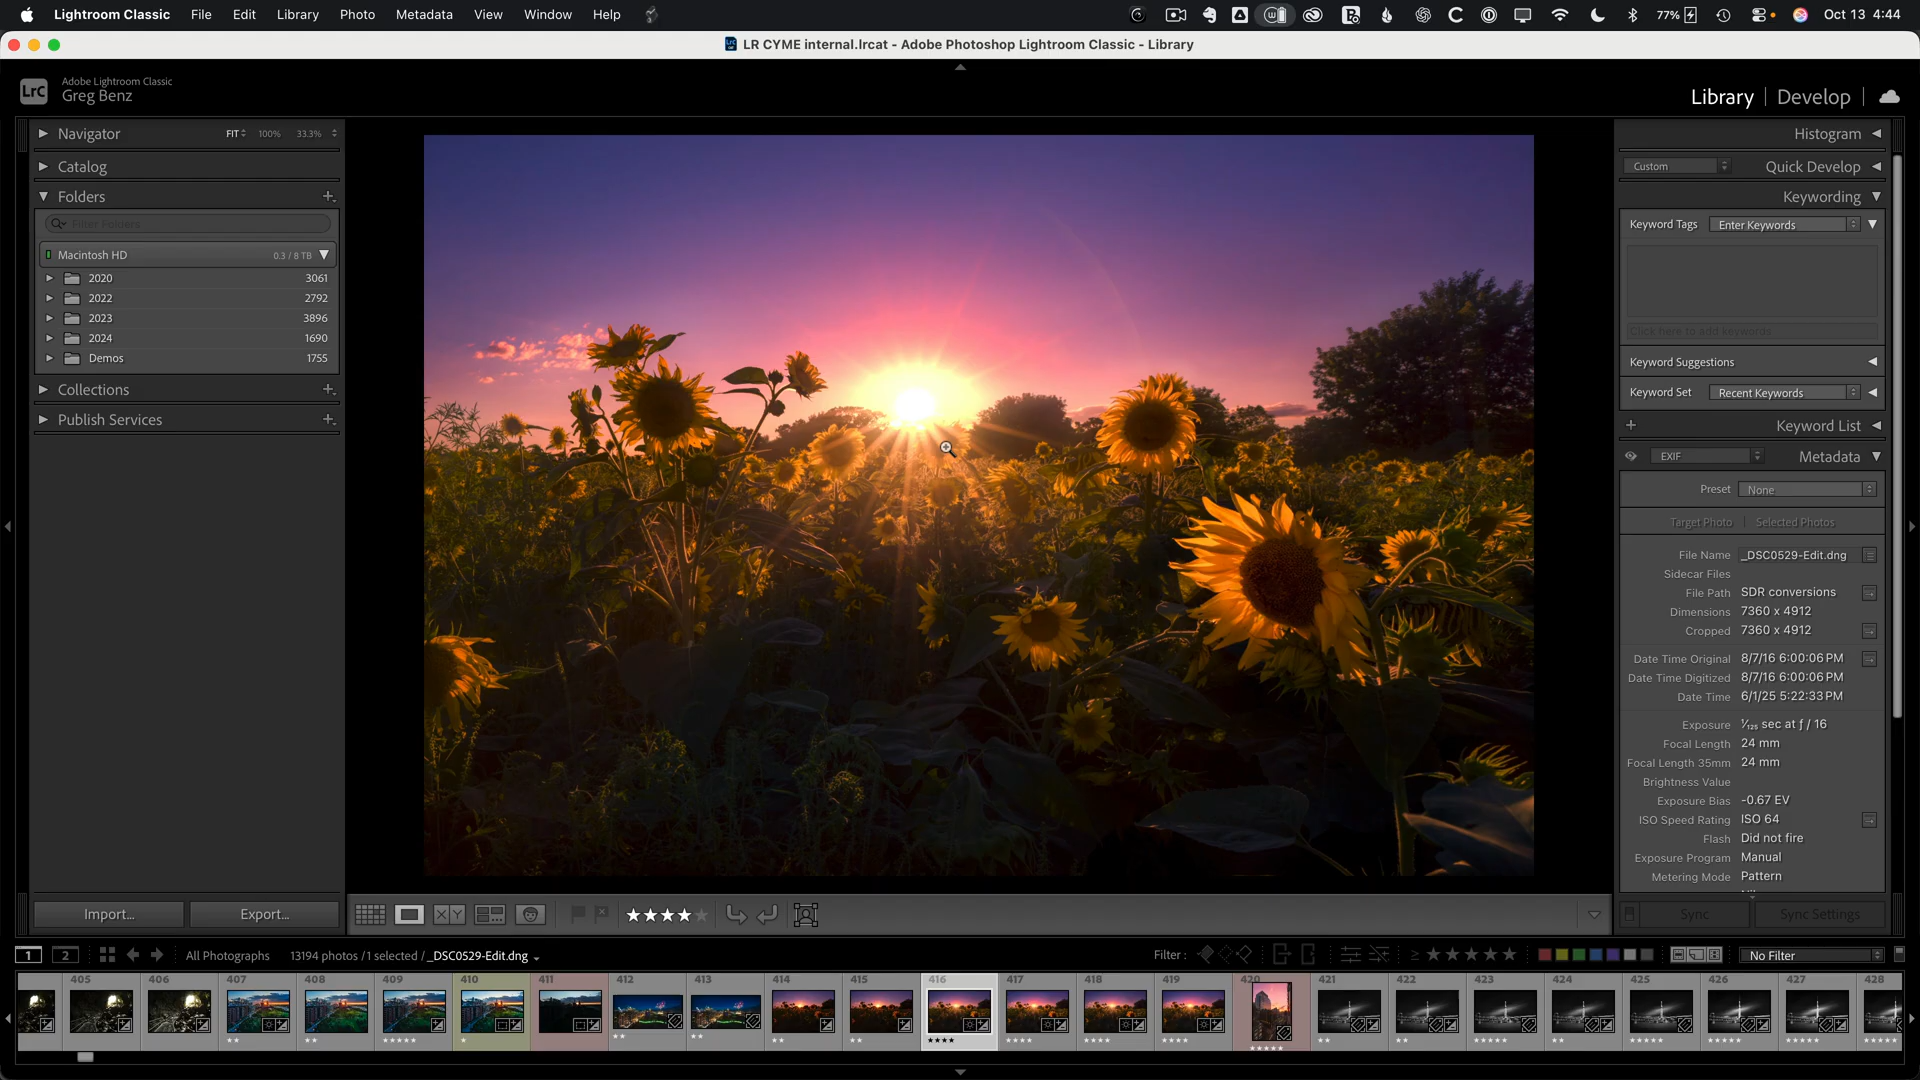 Lightroom Classic File Edit Library Photo Metadata View Window Help
77% Oct 13 4:44
LR CYME internal.lrcat - Adobe Photoshop Lightroom Classic - Library
LrC
Adobe Lightroom Classic
Greg Benz
Library | Develop |
Navigator FIT 100% 33.3%
Catalog
Folders
Filter Folders
Macintosh HD 0.3 / 8 TB
2020 3061
2022 2792
2023 3896
2024 1690
Demos 1755
Collections
Publish Services
Import...
Export...
Histogram
Custom Quick Develop
Keywording
Keyword Tags Enter Keywords
Click here to add keywords
Keyword Suggestions
Keyword Set Recent Keywords
Keyword List
EXIF Metadata
Preset None
Target Photo Selected Photos
File Name _DSC0529-Edit.dng
Sidecar Files
File Path SDR conversions
Dimensions 7360 x 4912
Cropped 7360 x 4912
Date Time Original 8/7/16 6:00:06 PM
Date Time Digitized 8/7/16 6:00:06 PM
Date Time 6/1/25 5:22:33 PM
Exposure 1/125 sec at ƒ / 16
Focal Length 24 mm
Focal Length 35mm 24 mm
Brightness Value
Exposure Bias -0.67 EV
ISO Speed Rating ISO 64
Flash Did not fire
Exposure Program Manual
Metering Mode Pattern
Sync Sync Settings
X Y
1 2 All Photographs 13194 photos / 1 selected / _DSC0529-Edit.dng
Filter : ≥ ★★★★★ No Filter
405 406 407 408 409 410 411 412 413 414 415 416 417 418 419 420 421 422 423 424 425 426 427 428